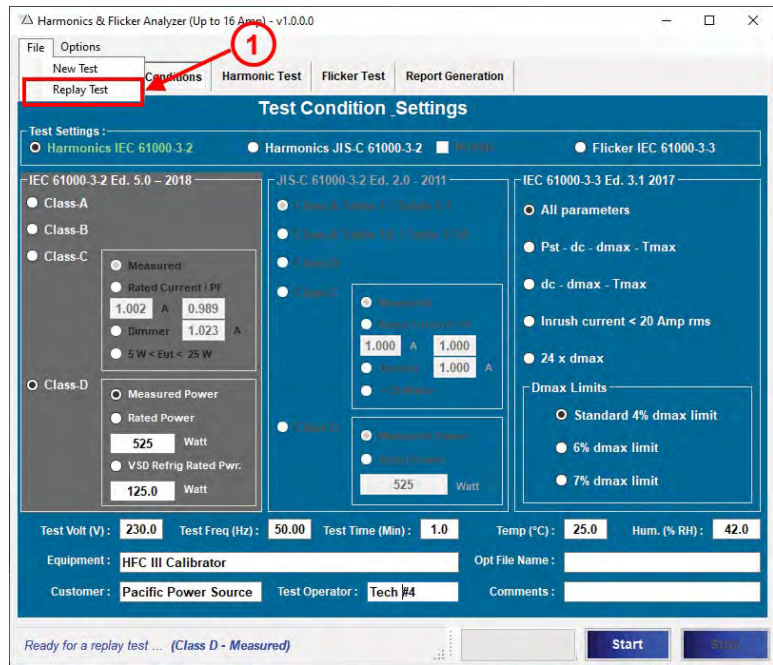 Harmonics & Flicker Analyzer (Up to 16 Amp) - v1.0.0.0
File Options
1
New Test
Replay Test
Conditions Harmonic Test Flicker Test Report Generation
Test Condition_Settings
Test Settings :
Harmonics IEC 61000-3-2 Harmonics JIS-C 61000-3-2 Flicker IEC 61000-3-3
IEC 61000-3-2 Ed. 5.0 – 2018
Class-A
Class-B
Class-C
Measured
Rated Current / PF
1.002 A 0.989
Dimmer 1.023 A
5 W < Eut < 25 W
Class-D
Measured Power
Rated Power
525 Watt
VSD Refrig Rated Pwr.
125.0 Watt
JIS-C 61000-3-2 Ed. 2.0 - 2011
1.000 A 1.000
1.000 A
525 Watt
IEC 61000-3-3 Ed. 3.1 2017
All parameters
Pst - dc - dmax - Tmax
dc - dmax - Tmax
Inrush current < 20 Amp rms
24 x dmax
Dmax Limits
Standard 4% dmax limit
6% dmax limit
7% dmax limit
Test Volt (V) : 230.0 Test Freq (Hz) : 50.00 Test Time (Min) : 1.0 Temp (°C) : 25.0 Hum. (% RH) : 42.0
Equipment : HFC III Calibrator Opt File Name :
Customer : Pacific Power Source Test Operator : Tech #4 Comments :
Ready for a replay test ... (Class D - Measured) Start Stop